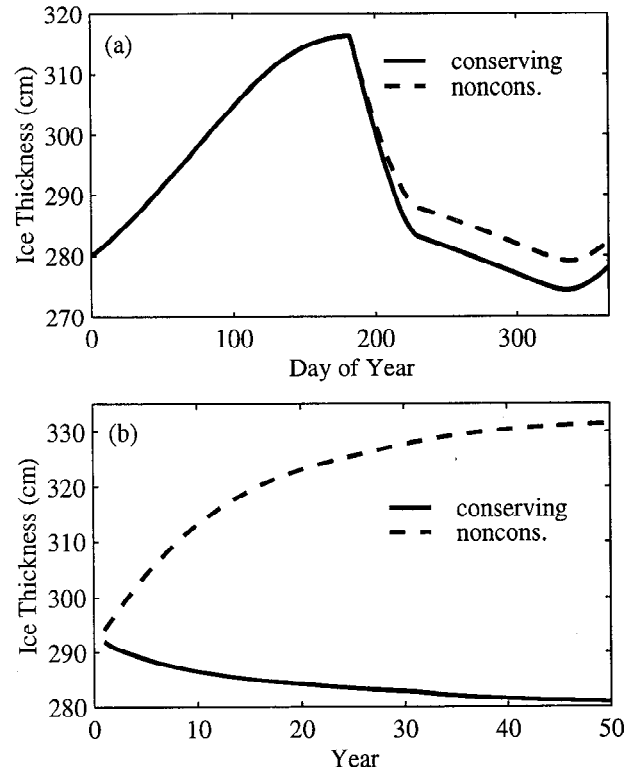 320
(a)
310
300
290
280
270
Ice Thickness (cm)
conserving
noncons.
0
100
200
300
Day of Year
330
(b)
320
310
300
290
280
Ice Thickness (cm)
conserving
noncons.
0
10
20
30
40
50
Year